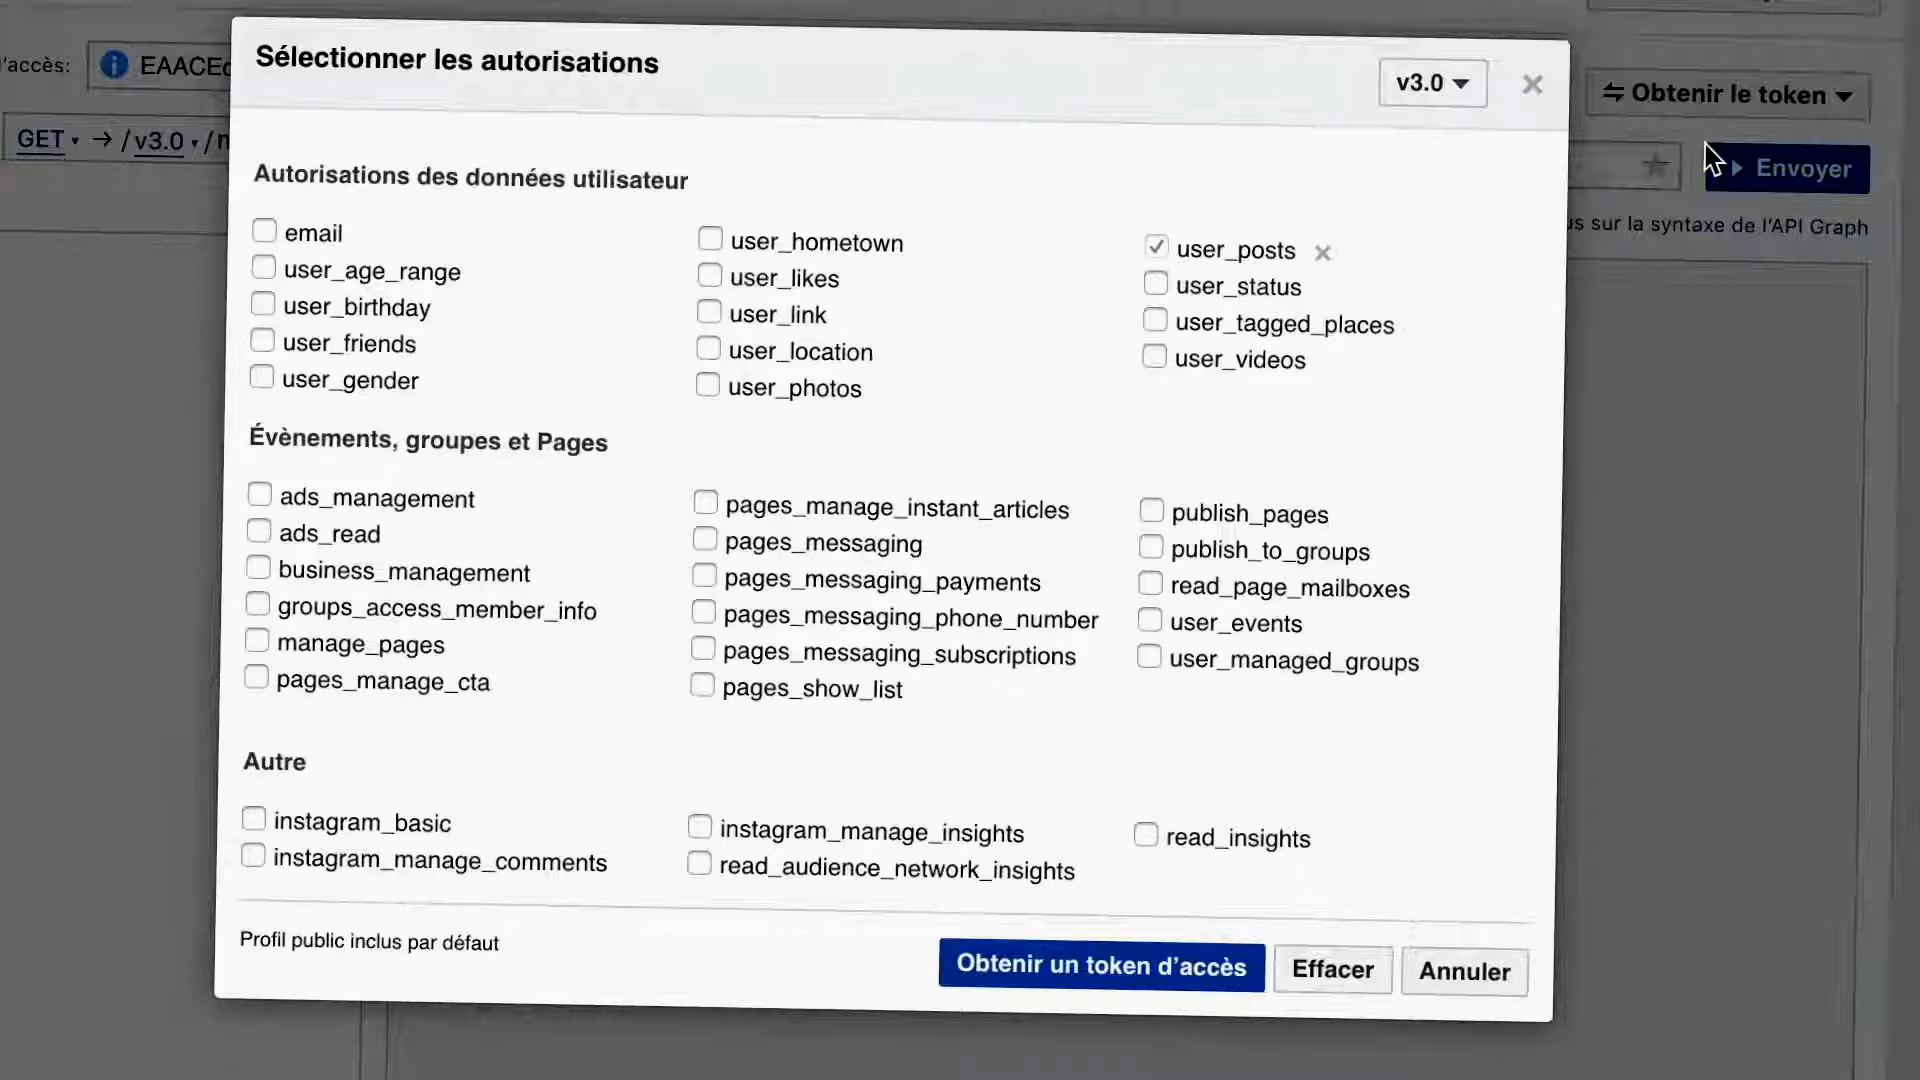 Sélectionner les autorisations
v3.0
'accès:
EAACEd
Obtenir le token
GET → / v3.0 /
Envoyer
sur la syntaxe de l'API Graph
Autorisations des données utilisateur
email
user_age_range
user_birthday
user_friends
user_gender
user_hometown
user_likes
user_link
user_location
user_photos
user_posts
user_status
user_tagged_places
user_videos
Évènements, groupes et Pages
ads_management
ads_read
business_management
groups_access_member_info
manage_pages
pages_manage_cta
pages_manage_instant_articles
pages_messaging
pages_messaging_payments
pages_messaging_phone_number
pages_messaging_subscriptions
pages_show_list
publish_pages
publish_to_groups
read_page_mailboxes
user_events
user_managed_groups
Autre
instagram_basic
instagram_manage_comments
instagram_manage_insights
read_audience_network_insights
read_insights
Profil public inclus par défaut
Obtenir un token d’accès
Effacer
Annuler